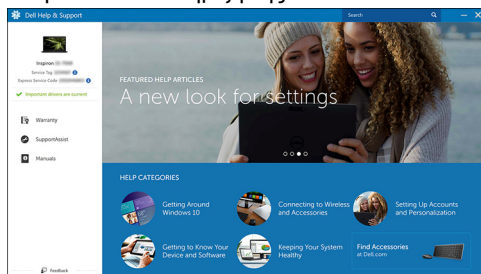 Dell Help & Support
Search
Inspiron
Service Tag
Express Service Code
Important drivers are current
Warranty
SupportAssist
Manuals
Feedback
FEATURED HELP ARTICLES
A new look for settings
HELP CATEGORIES
Getting Around
Windows 10
Connecting to Wireless
and Accessories
Setting Up Accounts
and Personalization
Getting to Know Your
Device and Software
Keeping Your System
Healthy
Find Accessories
at Dell.com